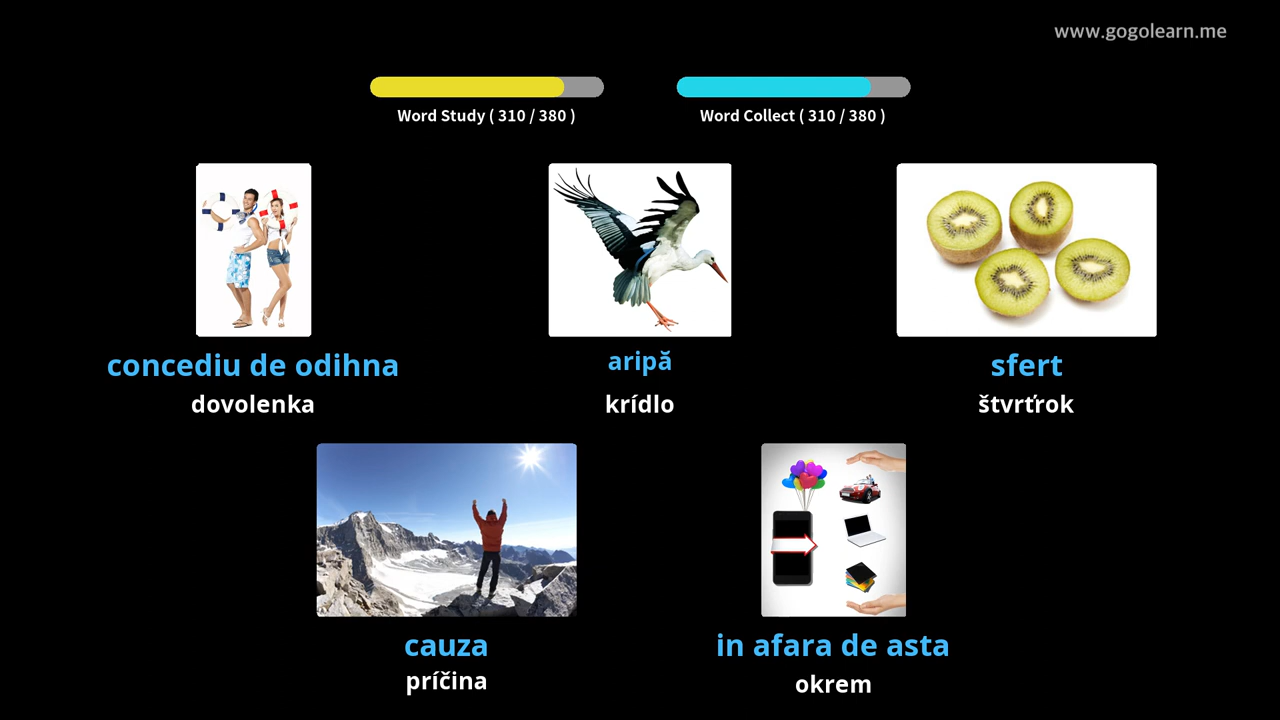 www.gogolearn.me
Word Study ( 310 / 380 )
Word Collect ( 310 / 380 )
concediu de odihna
dovolenka
aripă
krídlo
sfert
štvrťrok
cauza
príčina
in afara de asta
okrem